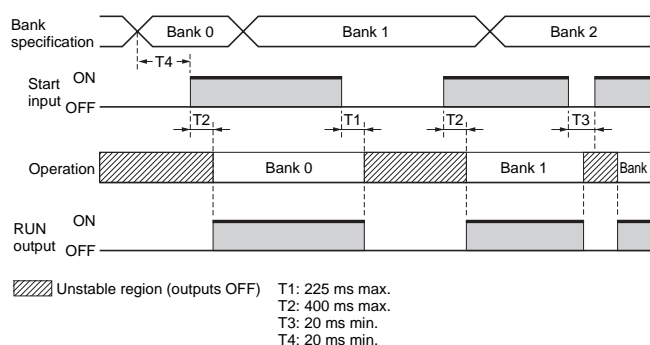 Bank specification
Bank 0
Bank 1
Bank 2
T4
Start input
ON
OFF
T2
T1
T2
T3
Operation
Bank 0
Bank 1
Bank
RUN output
ON
OFF
Unstable region (outputs OFF)
T1: 225 ms max.
T2: 400 ms max.
T3: 20 ms min.
T4: 20 ms min.